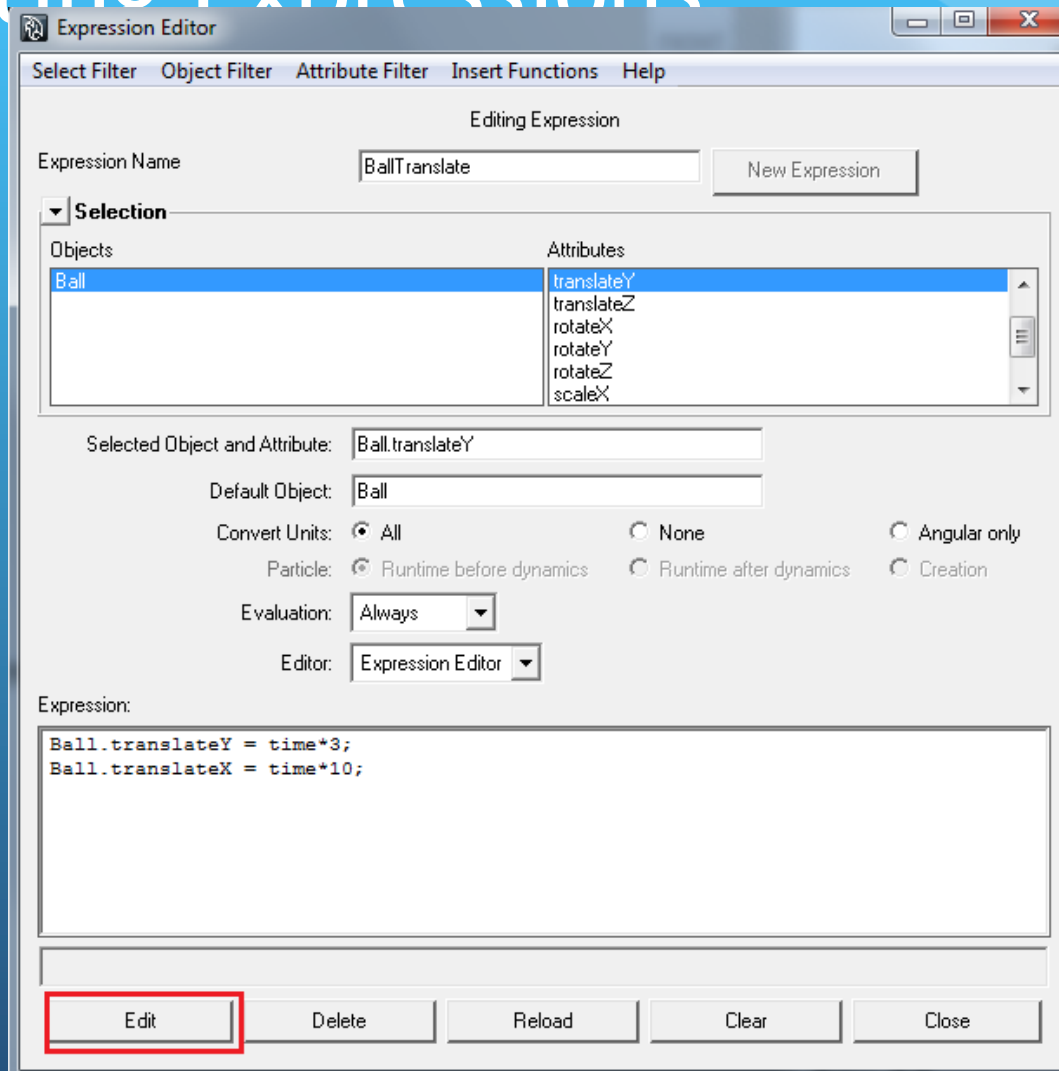 Expressions
Expression Editor
Select Filter Object Filter Attribute Filter Insert Functions Help
Editing Expression
Expression Name BallTranslate New Expression
Selection
Objects Attributes
Ball translateY
translateZ
rotateX
rotateY
rotateZ
scaleX
Selected Object and Attribute: Ball.translateY
Default Object: Ball
Convert Units: All None Angular only
Particle: Runtime before dynamics Runtime after dynamics Creation
Evaluation: Always
Editor: Expression Editor
Expression:
Ball.translateY = time*3;
Ball.translateX = time*10;
Edit Delete Reload Clear Close